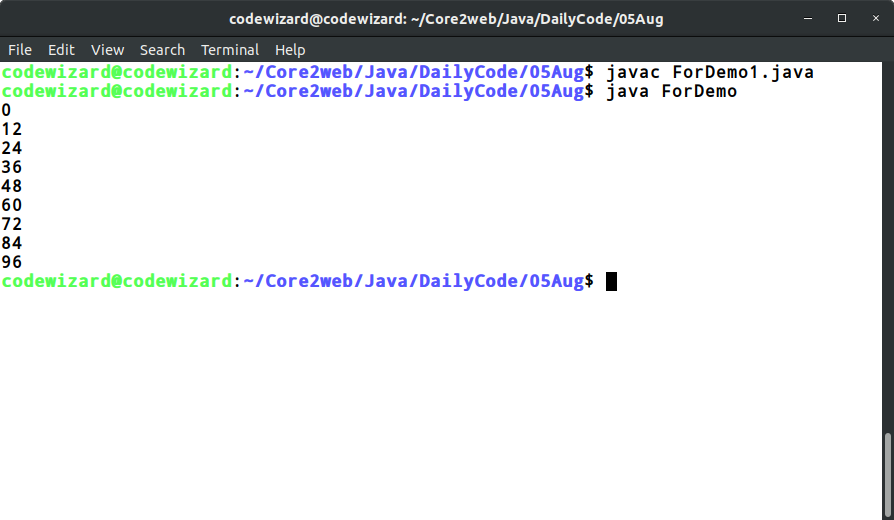 codewizard@codewizard: ~/Core2web/Java/DailyCode/05Aug
File Edit View Search Terminal Help
codewizard@codewizard:~/Core2web/Java/DailyCode/05Aug$ javac ForDemo1.java
codewizard@codewizard:~/Core2web/Java/DailyCode/05Aug$ java ForDemo
0
12
24
36
48
60
72
84
96
codewizard@codewizard:~/Core2web/Java/DailyCode/05Aug$